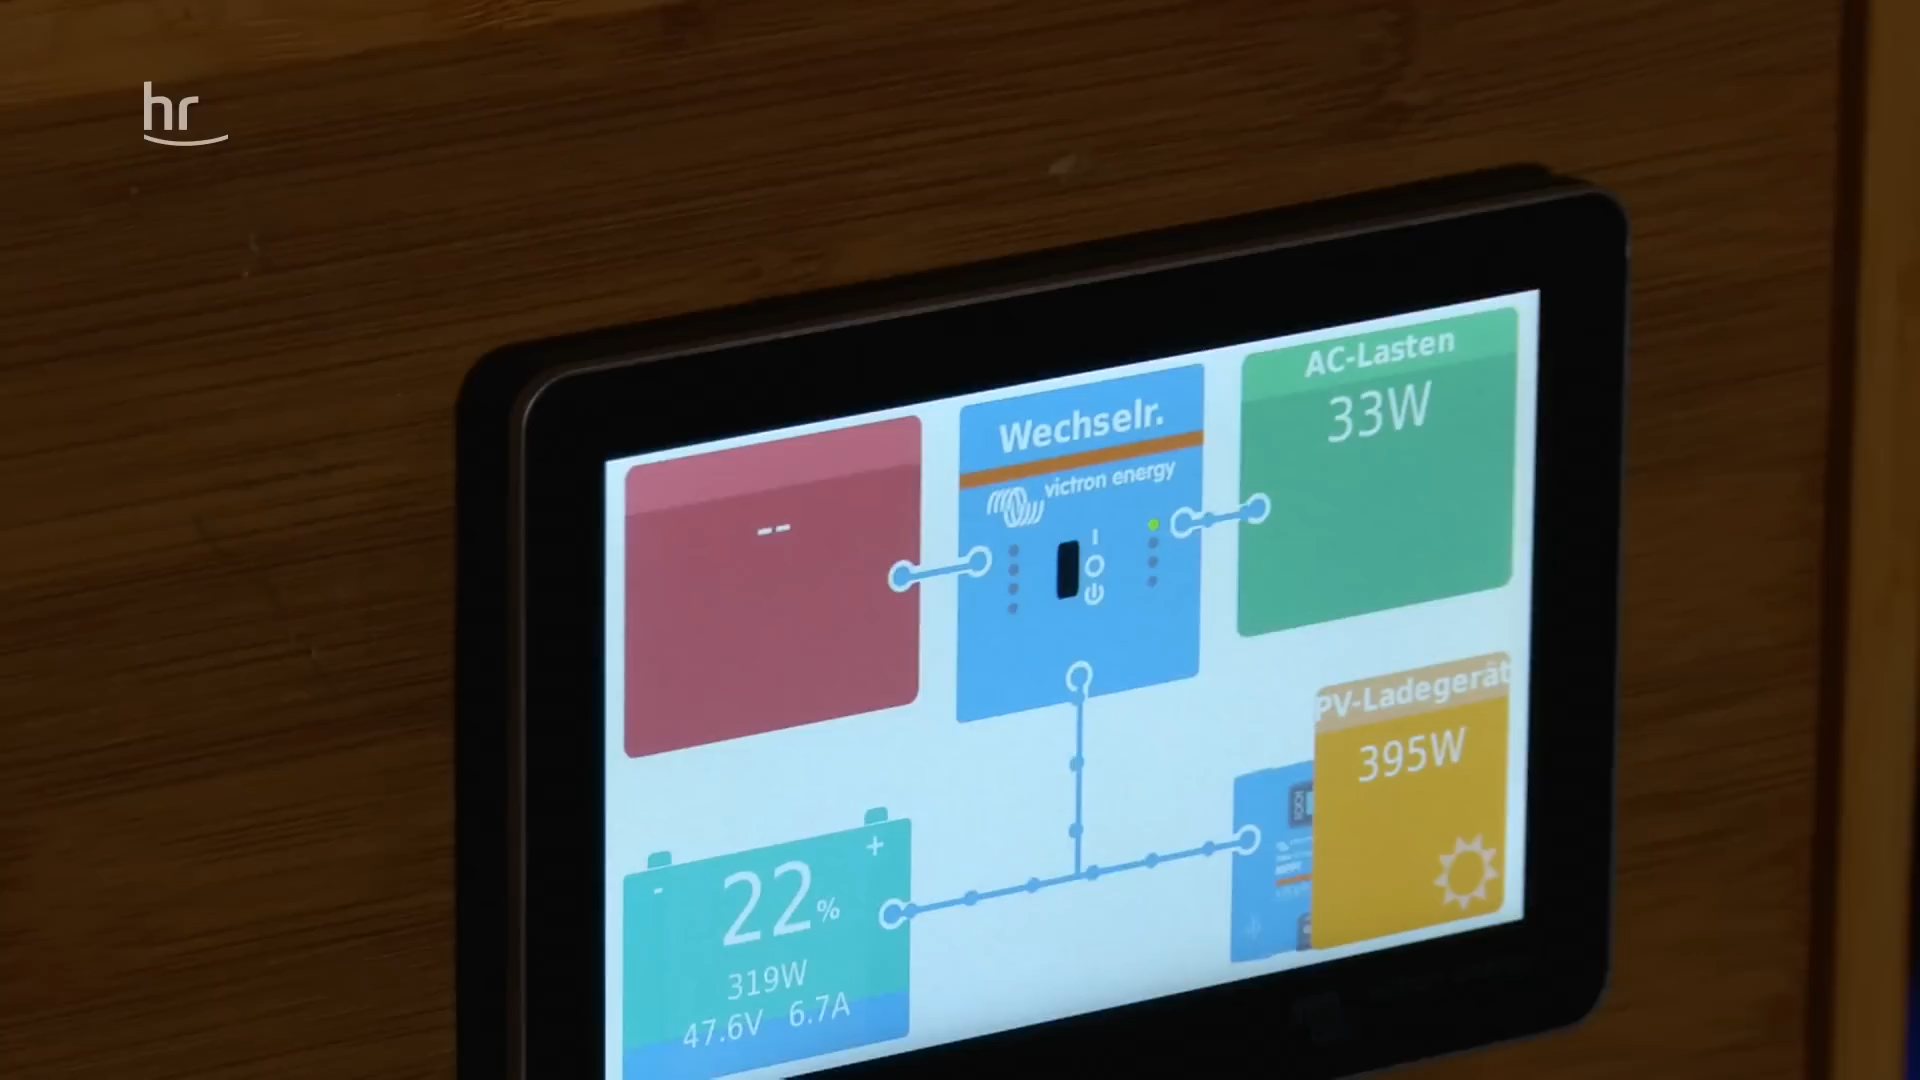 hr
--
Wechselr.
victron energy
AC-Lasten
33W
PV-Ladegerät
395W
- +
22%
319W
47.6V 6.7A